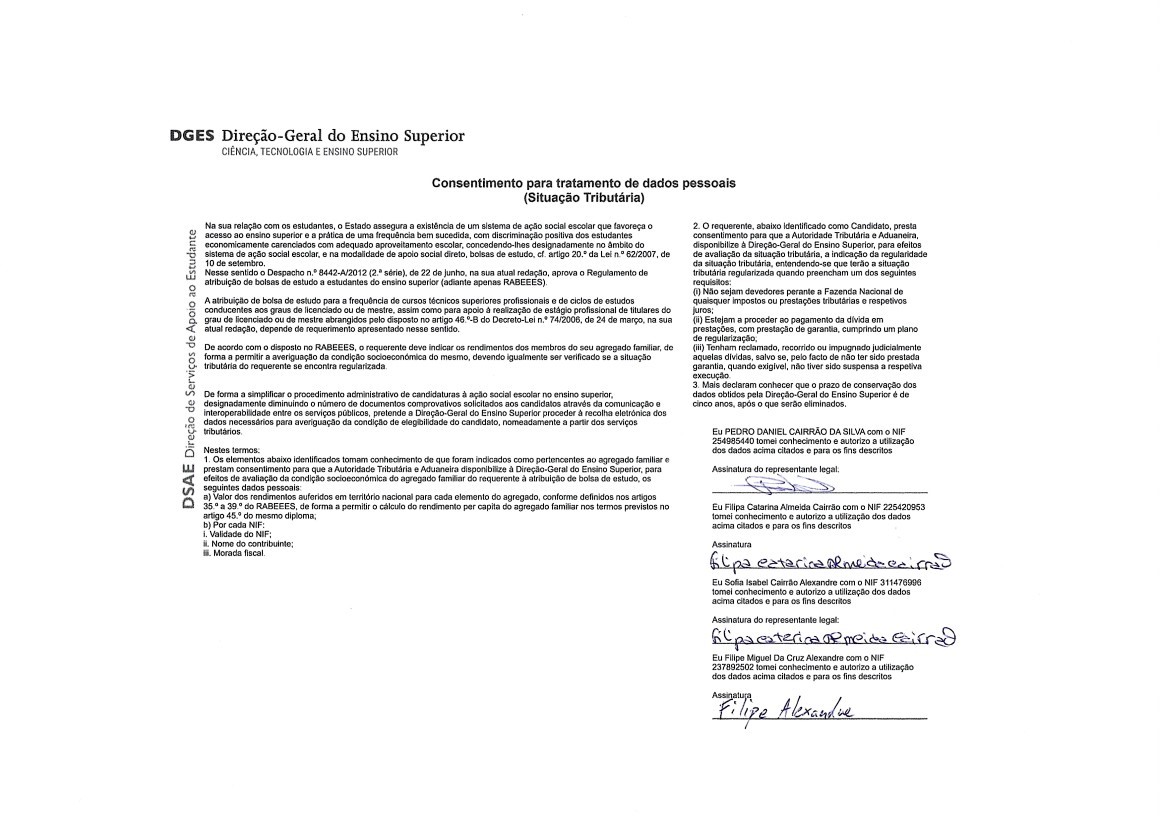 DGES Direção-Geral do Ensino Superior
CIÊNCIA, TECNOLOGIA E ENSINO SUPERIOR
Consentimento para tratamento de dados pessoais
(Situação Tributária)
DSAE Direção de Serviços de Apoio ao Estudante
Na sua relação com os estudantes, o Estado assegura a existência de um sistema de ação social escolar que favoreça o
acesso ao ensino superior e a prática de uma frequência bem sucedida, com discriminação positiva dos estudantes
economicamente carenciados com adequado aproveitamento escolar, concedendo-lhes designadamente no âmbito do
sistema de ação social escolar, e na modalidade de apoio social direto, bolsas de estudo, cf. artigo 20.º da Lei n.º 62/2007, de
10 de setembro.
Nesse sentido o Despacho n.º 8442-A/2012 (2.ª série), de 22 de junho, na sua atual redação, aprova o Regulamento de
atribuição de bolsas de estudo a estudantes do ensino superior (adiante apenas RABEEES).
A atribuição de bolsas de estudo para a frequência de cursos técnicos superiores profissionais e de ciclos de estudos
conducentes aos graus de licenciado ou de mestre, assim como para apoio à realização de estágio profissional de titulares do
grau de licenciado ou de mestre abrangidos pelo disposto no artigo 46.º-B do Decreto-Lei n.º 74/2006, de 24 de março, na sua
atual redação, depende de requerimento apresentado nesse sentido.
De acordo com o disposto no RABEEES, o requerente deve indicar os rendimentos dos membros do seu agregado familiar, de
forma a permitir a averiguação da condição socioeconómica do mesmo, devendo igualmente ser verificado se a situação
tributária do requerente se encontra regularizada.
De forma a simplificar o procedimento administrativo de candidaturas à ação social escolar no ensino superior,
designadamente diminuindo o número de documentos comprovativos solicitados aos candidatos através da comunicação e
interoperabilidade entre os serviços públicos, pretende a Direção-Geral do Ensino Superior proceder à recolha eletrónica dos
dados necessários para averiguação da condição de elegibilidade do candidato, nomeadamente a partir dos serviços
tributários.
Nestes termos:
1. Os elementos abaixo identificados tomam conhecimento de que foram indicados como pertencentes ao agregado familiar e
prestam consentimento para que a Autoridade Tributária e Aduaneira disponibilize à Direção-Geral do Ensino Superior, para
efeitos de avaliação da condição socioeconómica do agregado familiar do requerente à atribuição de bolsa de estudo, os
seguintes dados pessoais:
a) Valor dos rendimentos auferidos em território nacional para cada elemento do agregado, conforme definidos nos artigos
35.º a 39.º do RABEEES, de forma a permitir o cálculo do rendimento per capita do agregado familiar nos termos previstos no
artigo 45.º do mesmo diploma;
b) Por cada NIF:
i. Validade do NIF;
ii. Nome do contribuinte;
iii. Morada fiscal.
2. O requerente, abaixo identificado como Candidato, presta
consentimento para que a Autoridade Tributária e Aduaneira,
disponibilize à Direção-Geral do Ensino Superior, para efeitos
de avaliação da situação tributária, a indicação da regularidade
da situação tributária, entendendo-se que terão a situação
tributária regularizada quando preencham um dos seguintes
requisitos:
(i) Não sejam devedores perante a Fazenda Nacional de
quaisquer impostos ou prestações tributárias e respetivos
juros;
(ii) Estejam a proceder ao pagamento da dívida em
prestações, com prestação de garantia, cumprindo um plano
de regularização;
(iii) Tenham reclamado, recorrido ou impugnado judicialmente
aquelas dívidas, salvo se, pelo facto de não ter sido prestada
garantia, quando exigível, não tiver sido suspensa a respetiva
execução.
3. Mais declaram conhecer que o prazo de conservação dos
dados obtidos pela Direção-Geral do Ensino Superior é de
cinco anos, após o que serão eliminados.
Eu PEDRO DANIEL CAIRRÃO DA SILVA com o NIF
254985440 tomei conhecimento e autorizo a utilização
dos dados acima citados e para os fins descritos
Assinatura do representante legal:
Eu Filipa Catarina Almeida Cairrão com o NIF 225420953
tomei conhecimento e autorizo a utilização dos dados
acima citados e para os fins descritos
Assinatura
Filipa Catarina Almeida Cairrão
Eu Sofia Isabel Cairrão Alexandre com o NIF 311476996
tomei conhecimento e autorizo a utilização dos dados
acima citados e para os fins descritos
Assinatura do representante legal:
Filipa Catarina Almeida Cairrão
Eu Filipe Miguel Da Cruz Alexandre com o NIF
237892502 tomei conhecimento e autorizo a utilização
dos dados acima citados e para os fins descritos
Assinatura
Filipe Alexandre